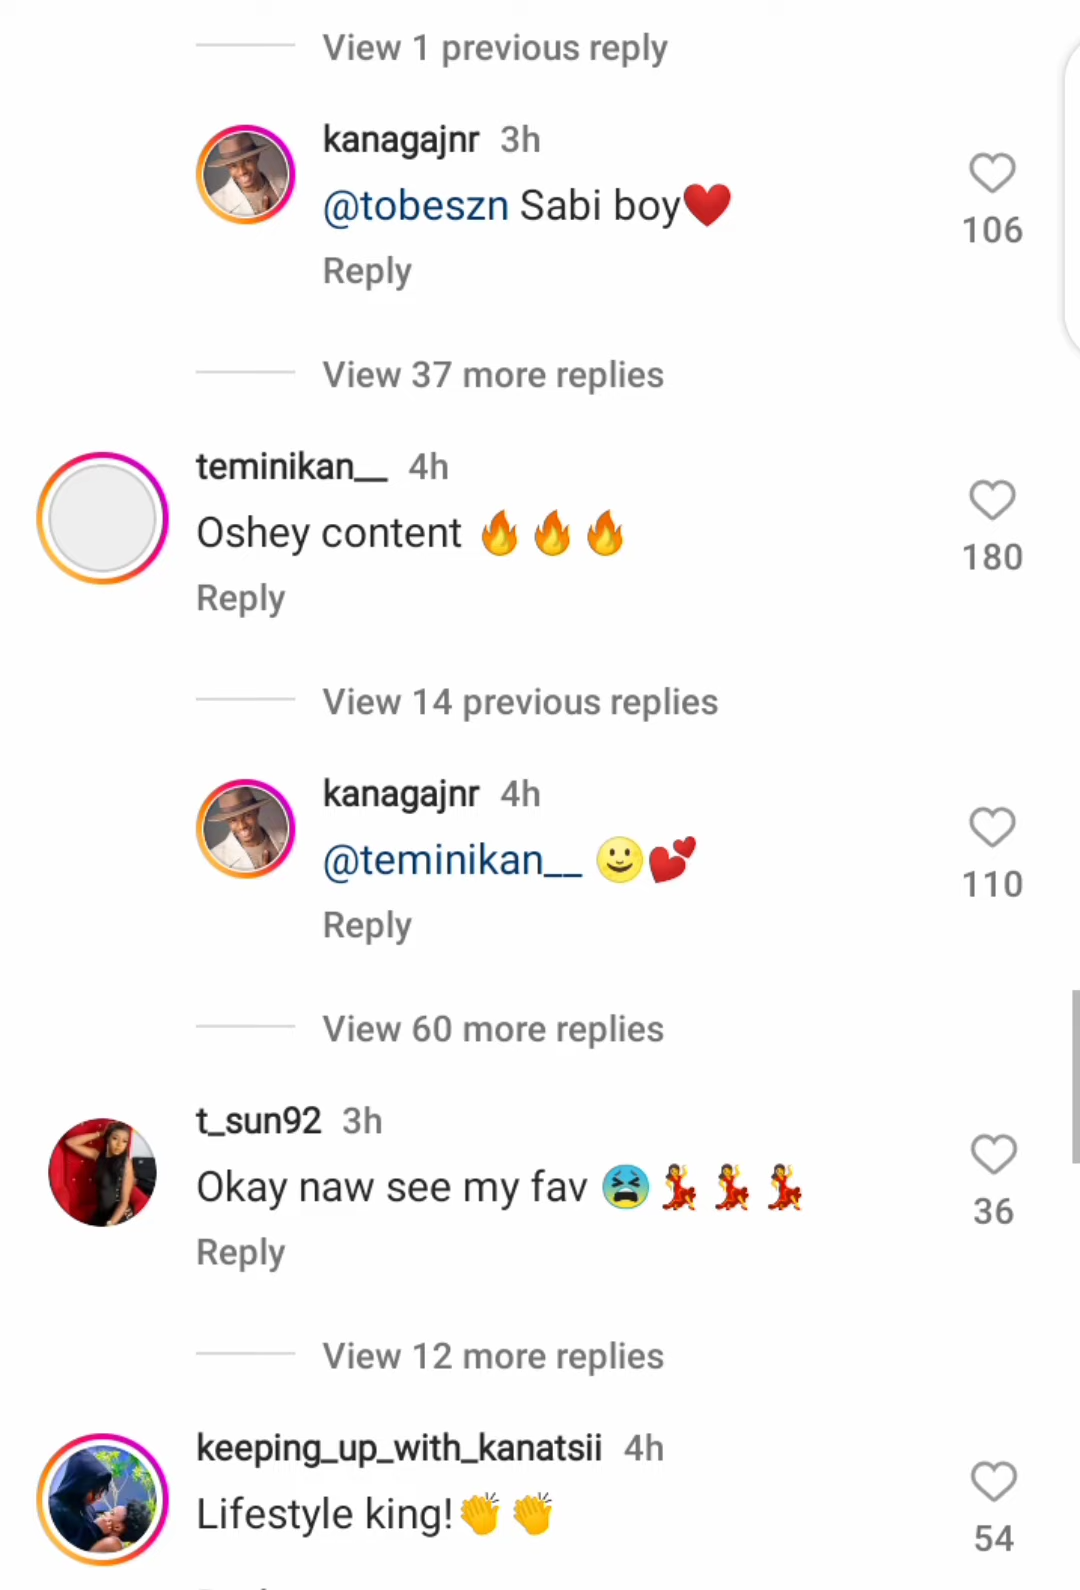 View 1 previous reply
kanagajnr 3h
@tobeszn Sabi boy❤️
106
Reply
View 37 more replies
teminikan__ 4h
Oshey content 🔥🔥🔥
180
Reply
View 14 previous replies
kanagajnr 4h
@teminikan__ 🙂💕
110
Reply
View 60 more replies
t_sun92 3h
Okay naw see my fav 😫💃💃💃
36
Reply
View 12 more replies
keeping_up_with_kanatsii 4h
Lifestyle king!👏👏
54